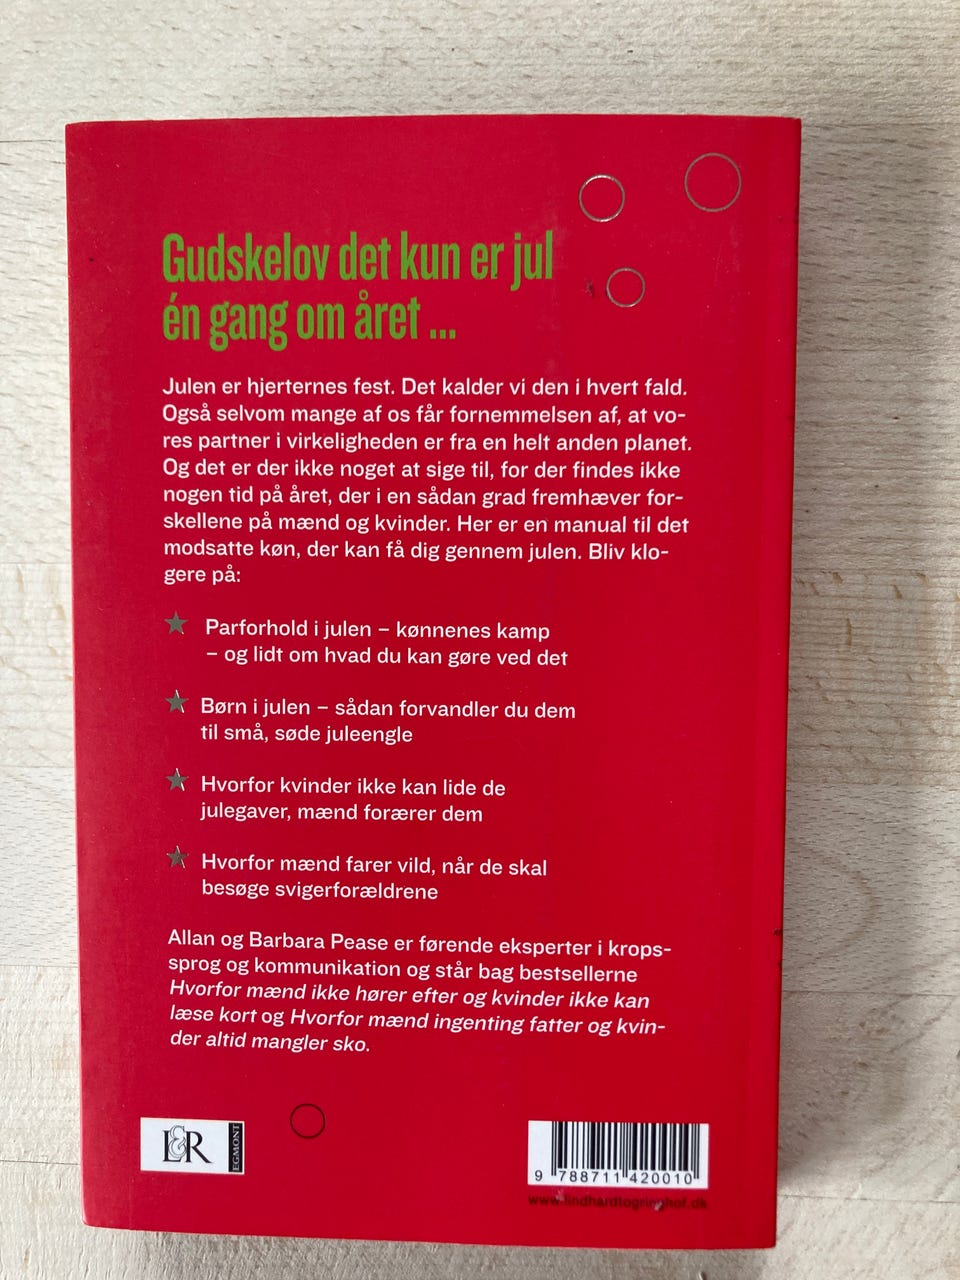 Gudskelov det kun er jul
én gang om året ...
Julen er hjerternes fest. Det kalder vi den i hvert fald.
Også selvom mange af os får fornemmelsen af, at vo-
res partner i virkeligheden er fra en helt anden planet.
Og det er der ikke noget at sige til, for der findes ikke
nogen tid på året, der i en sådan grad fremhæver for-
skellene på mænd og kvinder. Her er en manual til det
modsatte køn, der kan få dig gennem julen. Bliv klo-
gere på:
Parforhold i julen – kønnenes kamp
– og lidt om hvad du kan gøre ved det
Børn i julen – sådan forvandler du dem
til små, søde juleengle
Hvorfor kvinder ikke kan lide de
julegaver, mænd forærer dem
Hvorfor mænd farer vild, når de skal
besøge svigerforældrene
Allan og Barbara Pease er førende eksperter i krops-
sprog og kommunikation og står bag bestsellerne
Hvorfor mænd ikke hører efter og kvinder ikke kan
læse kort og Hvorfor mænd ingenting fatter og kvin-
der altid mangler sko.
L&R
EGMONT
9 788711 420010
www.lindhardtogringhof.dk